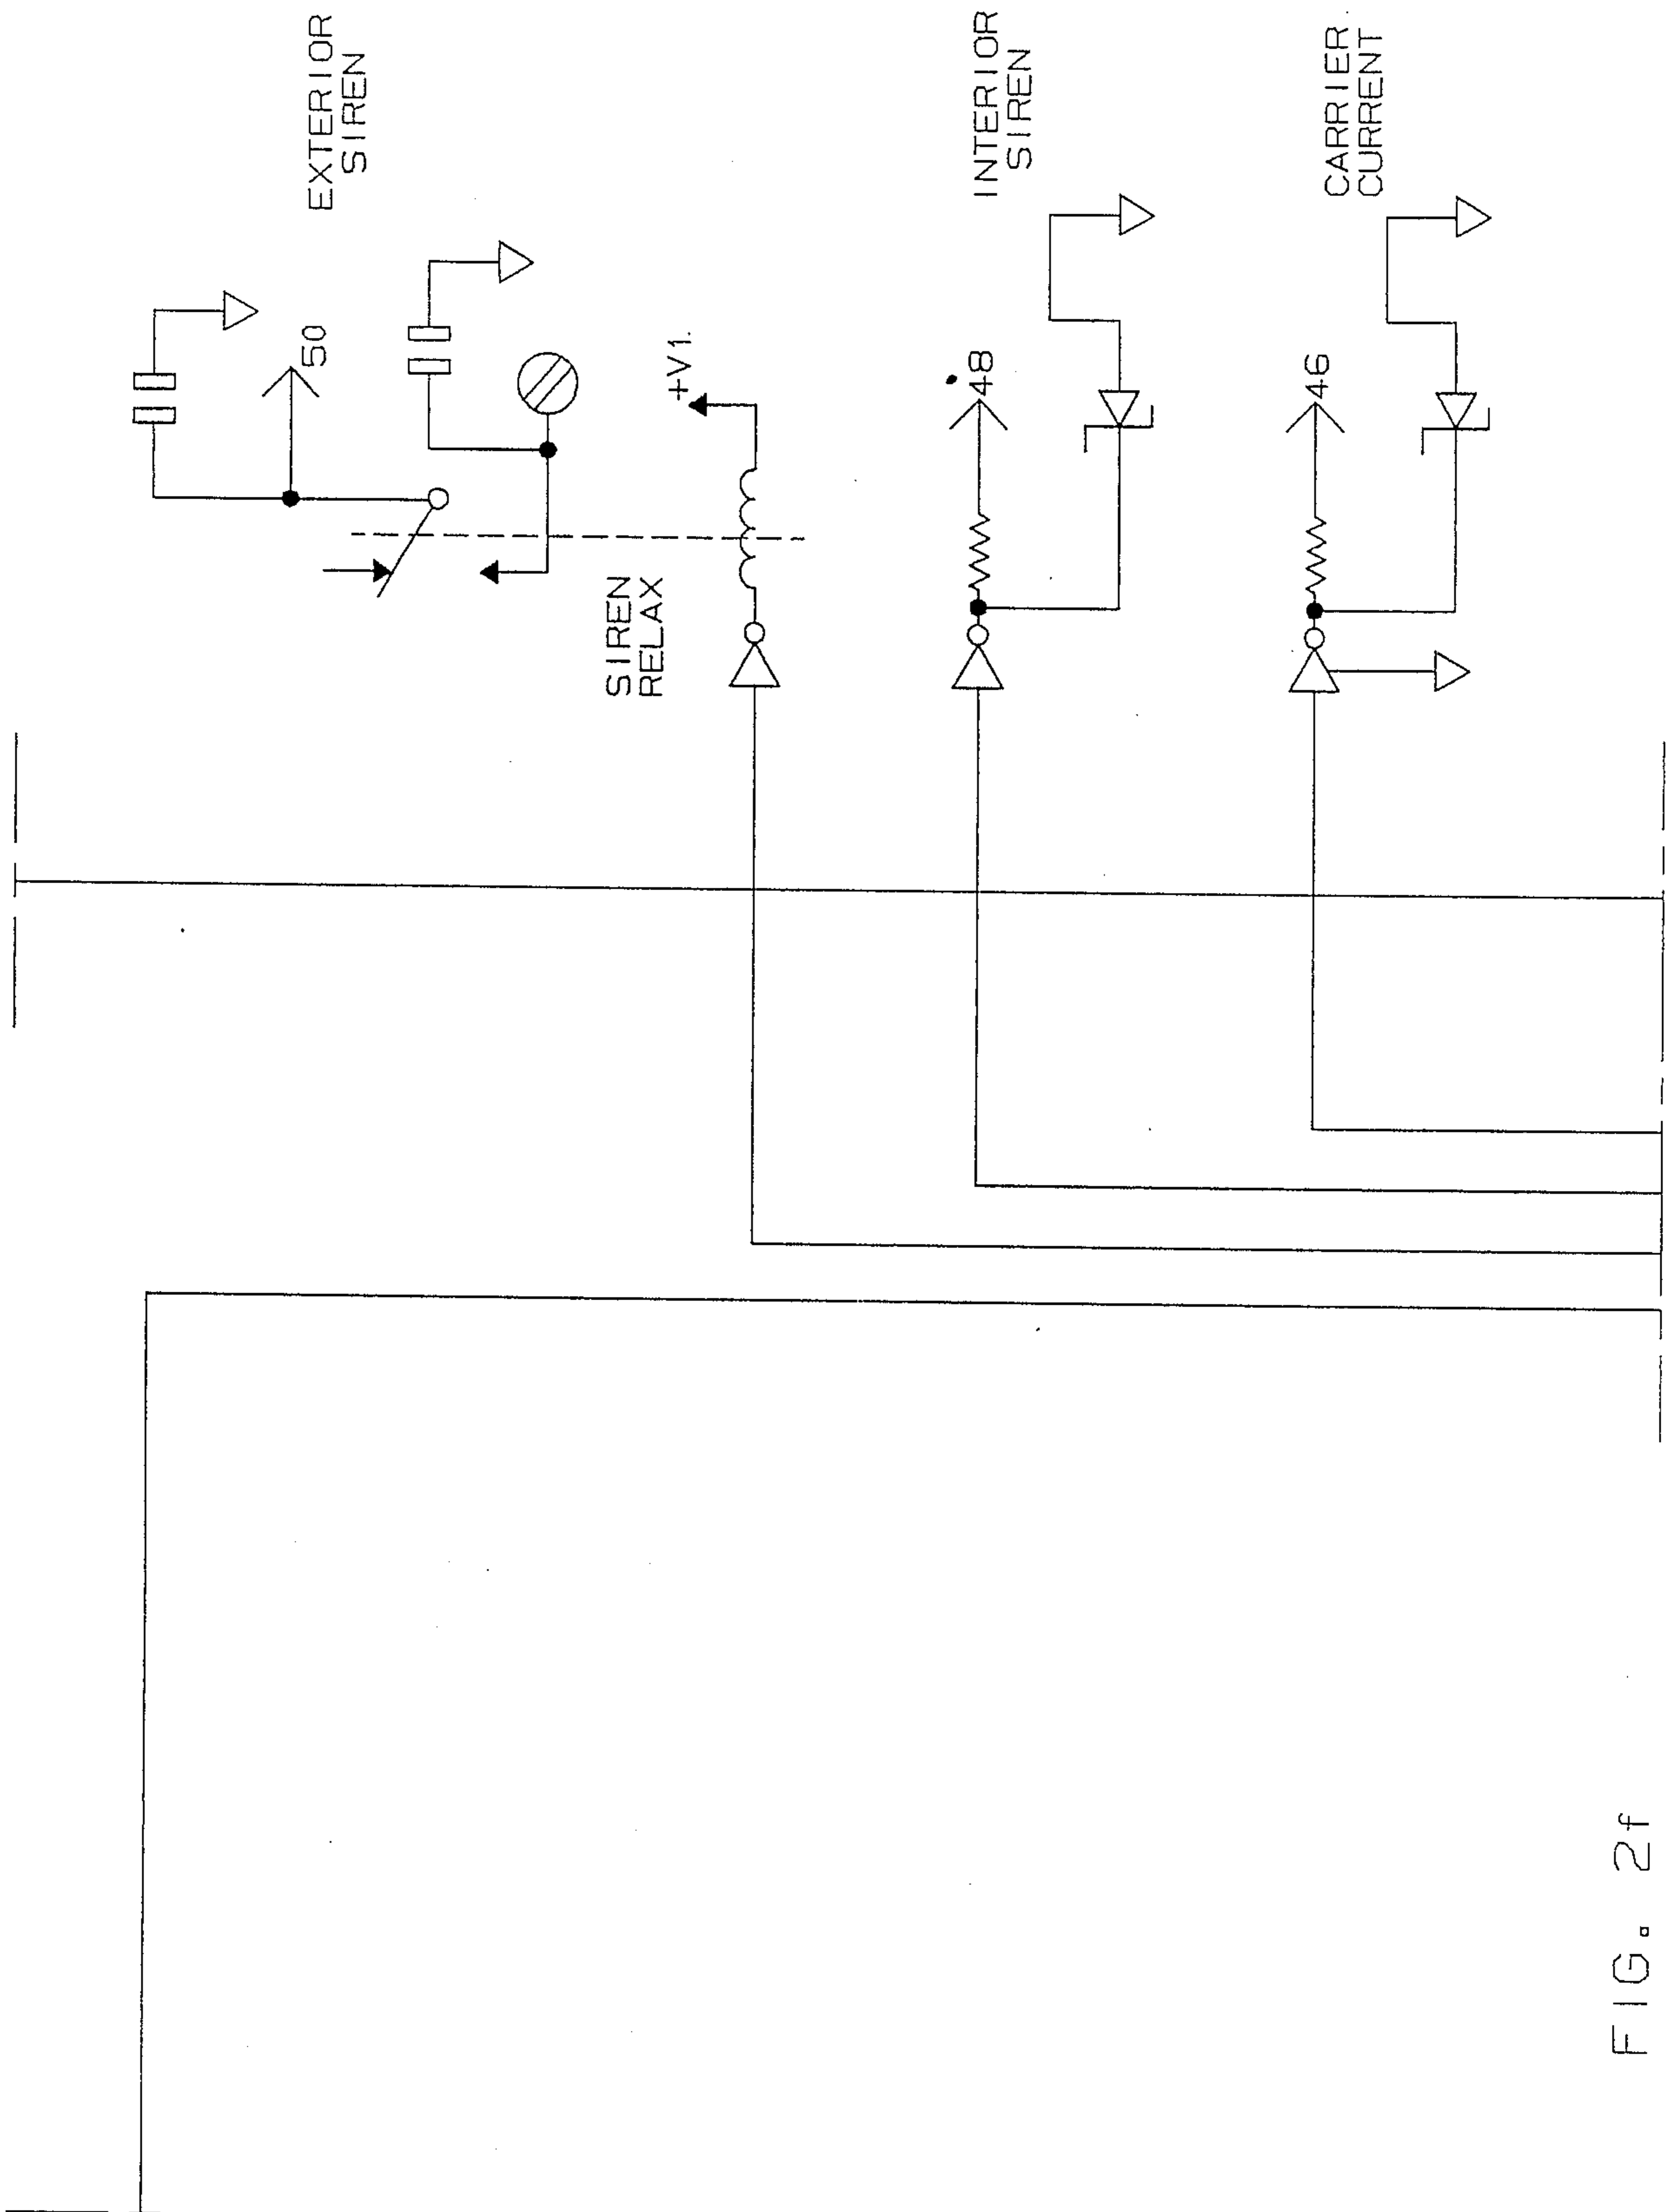 EXTERIOR
SIREN
50
SIREN
RELAX
+V1.
INTERIOR
SIREN
48
CARRIER
CURRENT
46
FIG. 2f